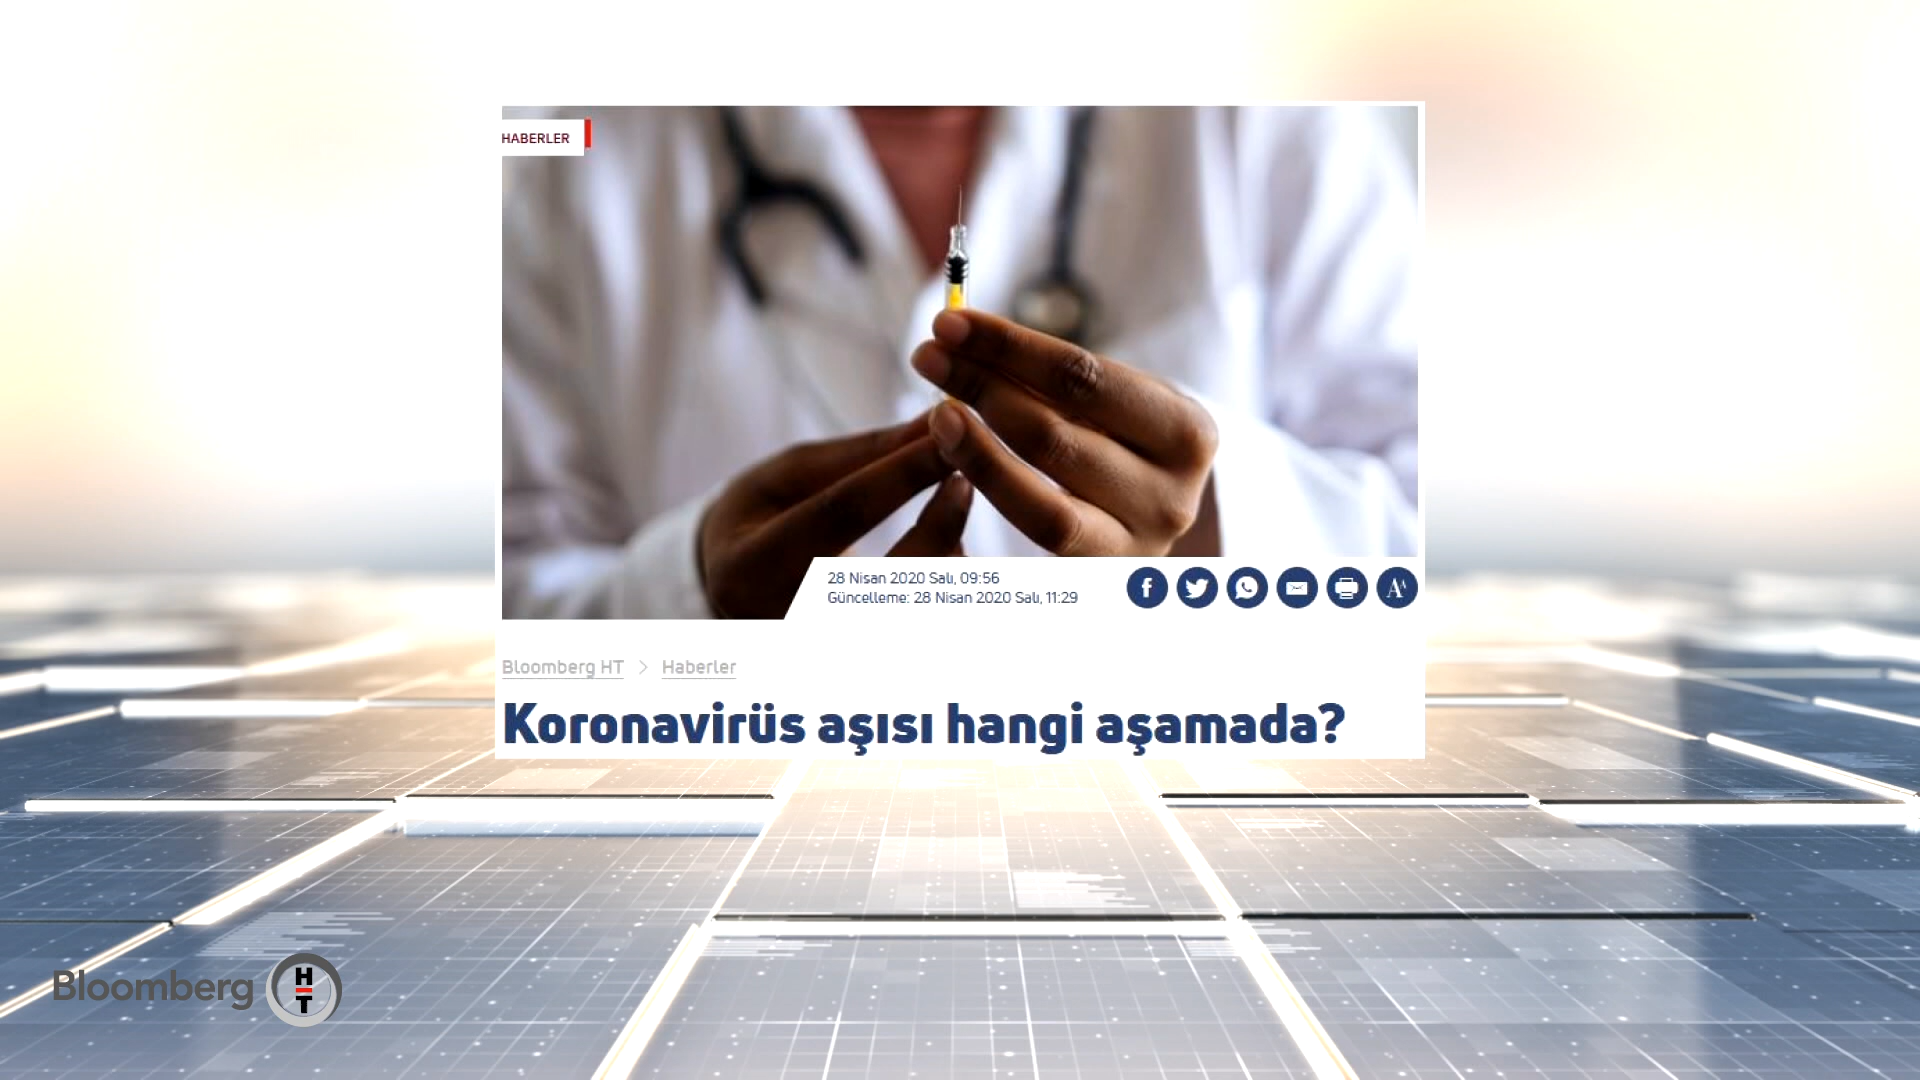 HABERLER
28 Nisan 2020 Salı, 09:56
Güncelleme: 28 Nisan 2020 Salı, 11:29
Bloomberg HT > Haberler
Koronavirüs aşısı hangi aşamada?
Bloomberg HT